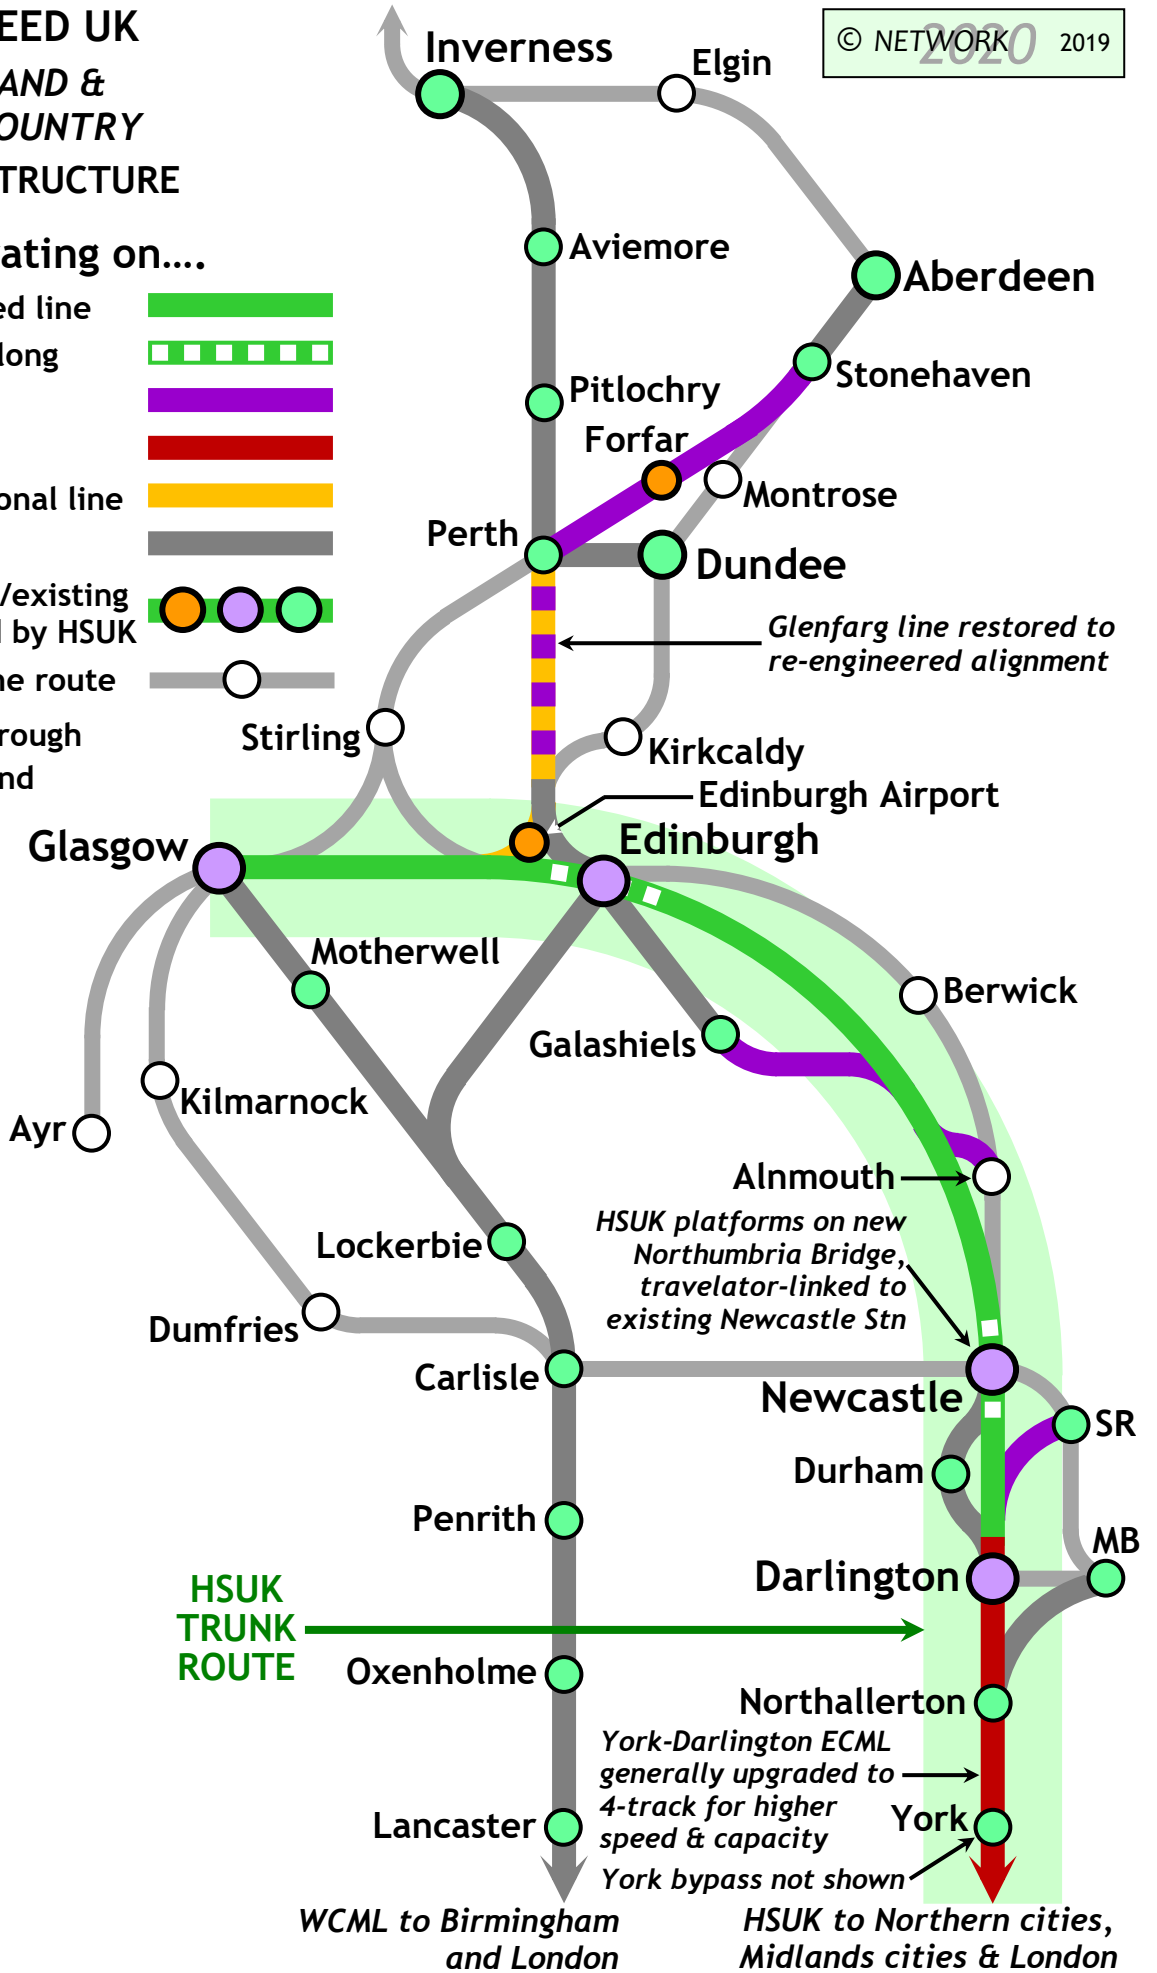 EED UK
AND &
OUNTRY
TRUCTURE
ating on....
ed line
long
onal line
/existing
d by HSUK
ne route
rough
nd
© NETWORK 2020 2019
Inverness
Elgin
Aviemore
Aberdeen
Pitlochry
Stonehaven
Forfar
Montrose
Perth
Dundee
Glenfarg line restored to
re-engineered alignment
Stirling
Kirkcaldy
Edinburgh Airport
Glasgow
Edinburgh
Motherwell
Berwick
Galashiels
Kilmarnock
Ayr
Alnmouth
HSUK platforms on new
Northumbria Bridge,
travelator-linked to
existing Newcastle Stn
Lockerbie
Dumfries
Carlisle
Newcastle
SR
Durham
Penrith
MB
Darlington
HSUK
TRUNK
ROUTE
Oxenholme
Northallerton
York-Darlington ECML
generally upgraded to
4-track for higher
speed & capacity
Lancaster
York
York bypass not shown
WCML to Birmingham
and London
HSUK to Northern cities,
Midlands cities & London